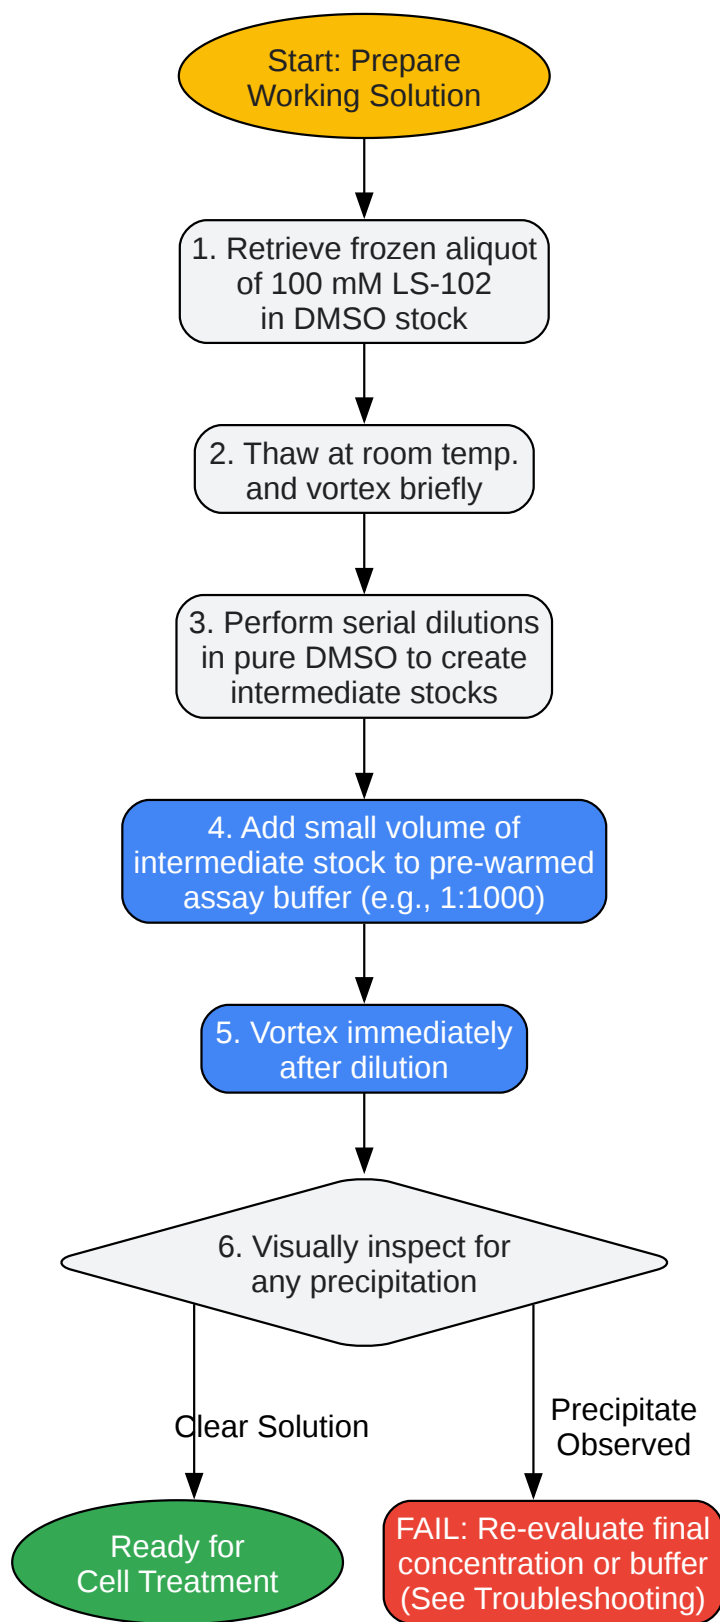 Start: Prepare
Working Solution
1. Retrieve frozen aliquot
of 100 mM LS-102
in DMSO stock
2. Thaw at room temp.
and vortex briefly
3. Perform serial dilutions
in pure DMSO to create
intermediate stocks
4. Add small volume of
intermediate stock to pre-warmed
assay buffer (e.g., 1:1000)
5. Vortex immediately
after dilution
6. Visually inspect for
any precipitation
Clear Solution
Precipitate
Observed
Ready for
Cell Treatment
FAIL: Re-evaluate final
concentration or buffer
(See Troubleshooting)